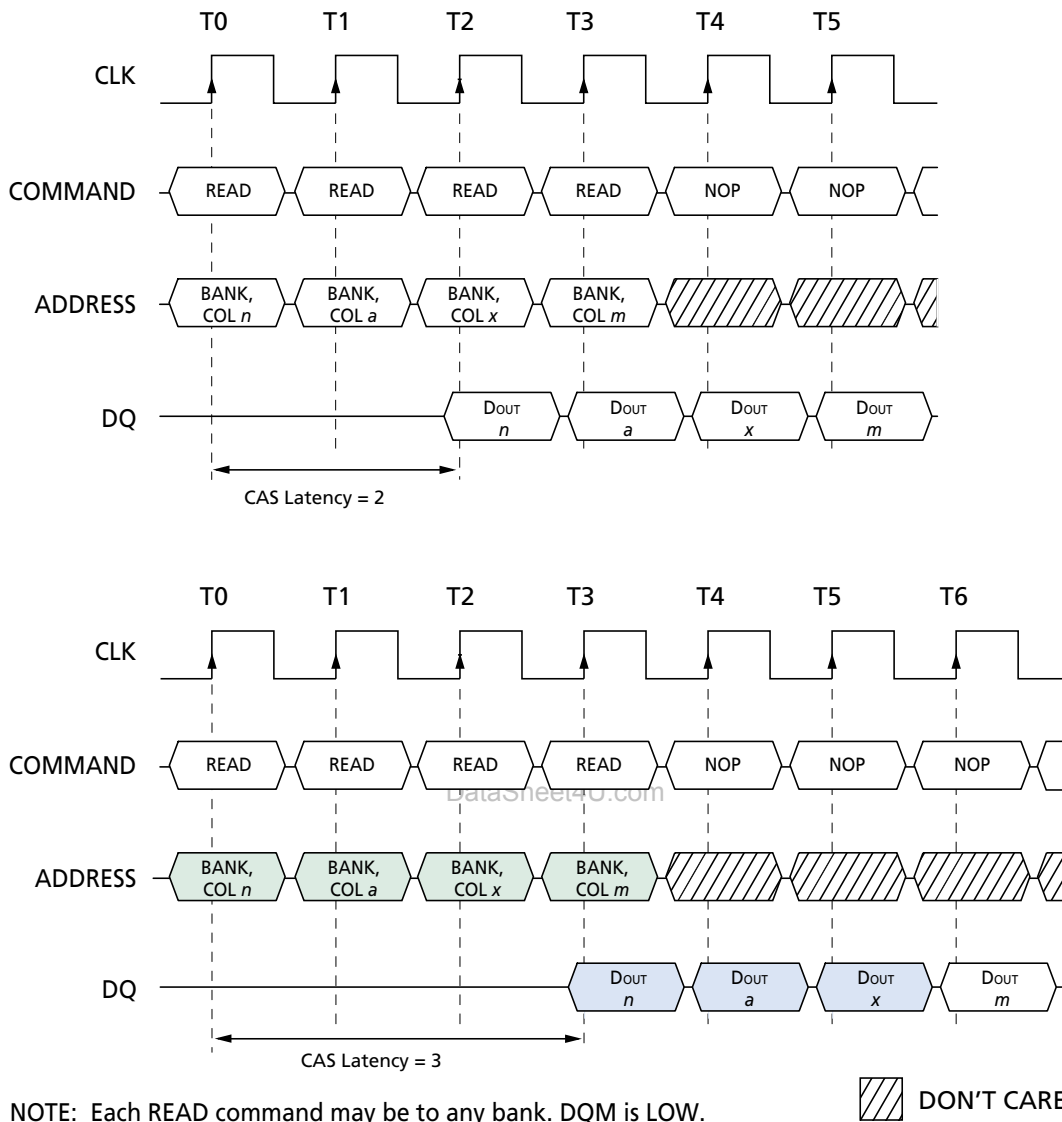 T0 T1 T2 T3 T4 T5
CLK
COMMAND READ READ READ READ NOP NOP
ADDRESS BANK, COL n BANK, COL a BANK, COL x BANK, COL m
DQ DOUT n DOUT a DOUT x DOUT m
CAS Latency = 2
T0 T1 T2 T3 T4 T5 T6
CLK
COMMAND READ READ READ READ NOP NOP NOP
DataSheet4U.com
ADDRESS BANK, COL n BANK, COL a BANK, COL x BANK, COL m
DQ DOUT n DOUT a DOUT x DOUT m
CAS Latency = 3
NOTE: Each READ command may be to any bank. DQM is LOW.
DON'T CARE